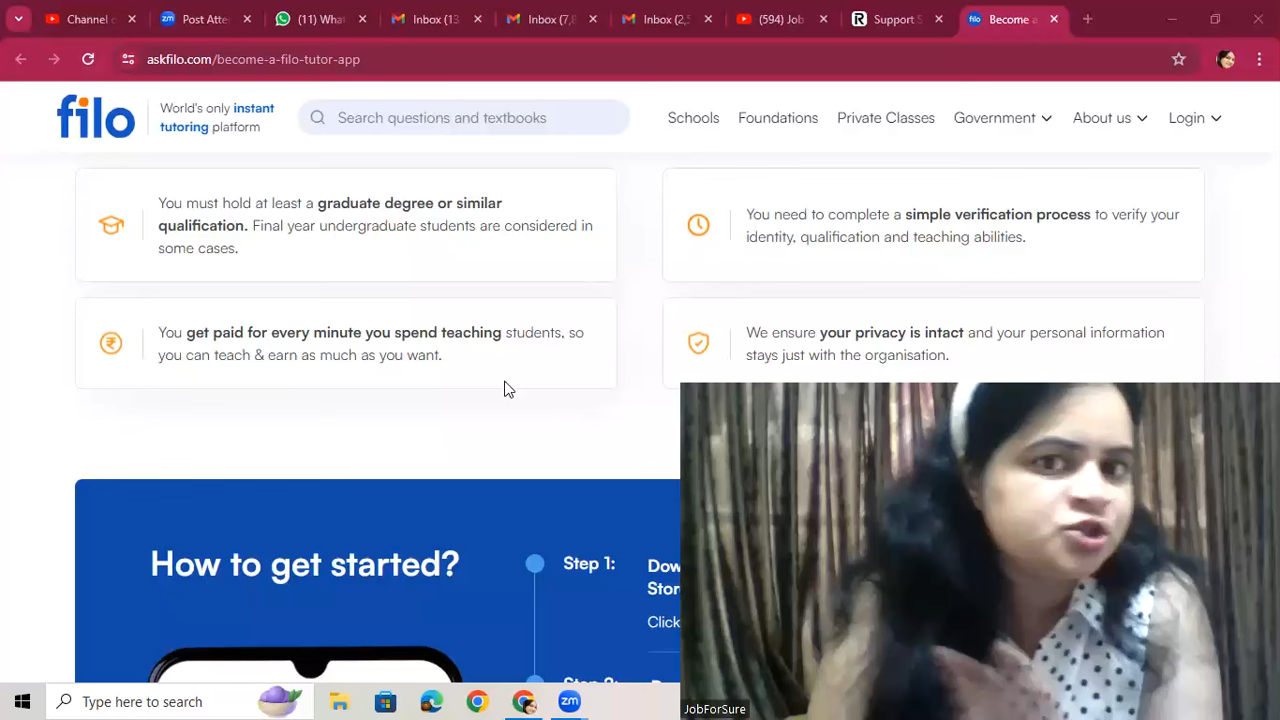 Channel c
Post Atte
(11) What
Inbox (13
Inbox (7,8
Inbox (2,5
(594) Job
Support S
Become a
askfilo.com/become-a-filo-tutor-app
filo
World's only instant
tutoring platform
Search questions and textbooks
Schools
Foundations
Private Classes
Government
About us
Login
You must hold at least a graduate degree or similar
qualification. Final year undergraduate students are considered in
some cases.
You need to complete a simple verification process to verify your
identity, qualification and teaching abilities.
You get paid for every minute you spend teaching students, so
you can teach & earn as much as you want.
We ensure your privacy is intact and your personal information
stays just with the organisation.
How to get started?
Step 1:
Dow
Stor
Click
Type here to search
zm
JobForSure